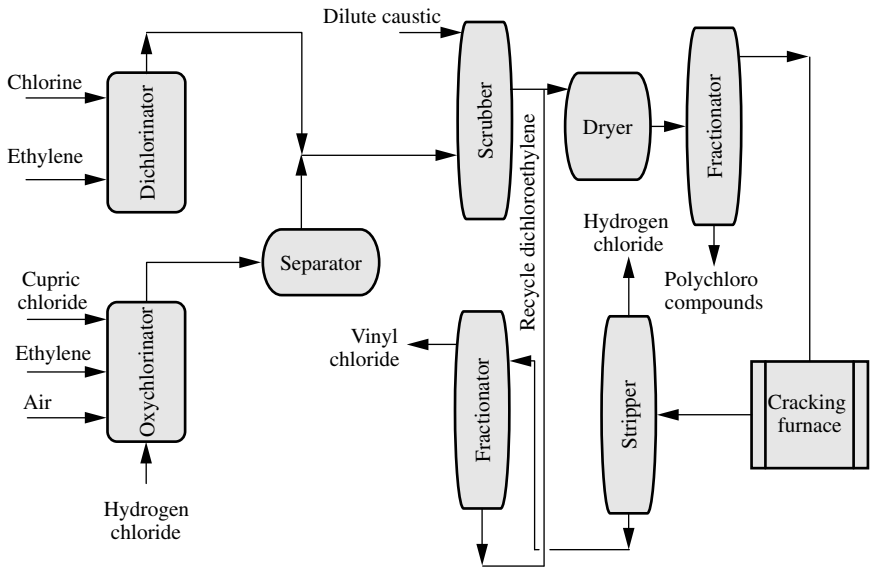 Dilute caustic
Chlorine
Ethylene
Dichlorinator
Scrubber
Dryer
Fractionator
Recycle dichloroethylene
Hydrogen
chloride
Polychloro
compounds
Separator
Cupric
chloride
Ethylene
Air
Oxychlorinator
Hydrogen
chloride
Vinyl
chloride
Fractionator
Stripper
Cracking
furnace